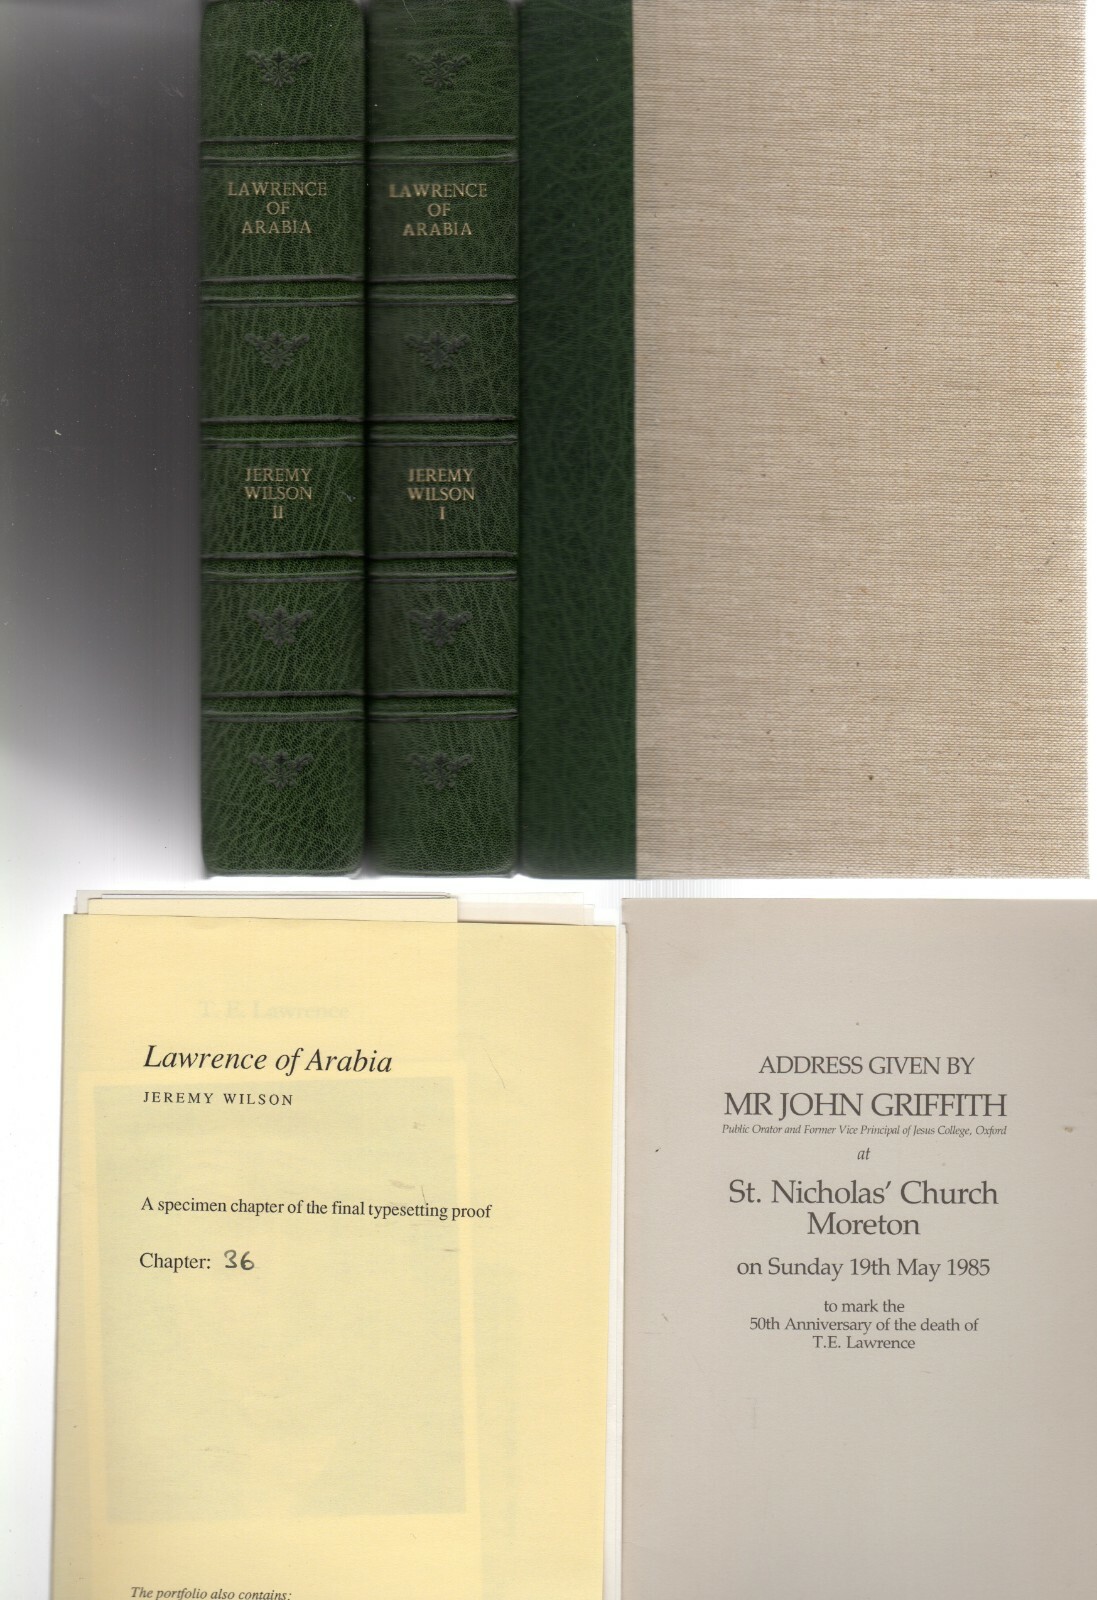 LAWRENCE
OF
ARABIA
JEREMY
WILSON
II
LAWRENCE
OF
ARABIA
JEREMY
WILSON
I
T. E. Lawrence
Lawrence of Arabia
JEREMY WILSON
A specimen chapter of the final typesetting proof
Chapter: 36
The portfolio also contains:
ADDRESS GIVEN BY
MR JOHN GRIFFITH
Public Orator and Former Vice Principal of Jesus College, Oxford
at
St. Nicholas' Church
Moreton
on Sunday 19th May 1985
to mark the
50th Anniversary of the death of
T.E. Lawrence